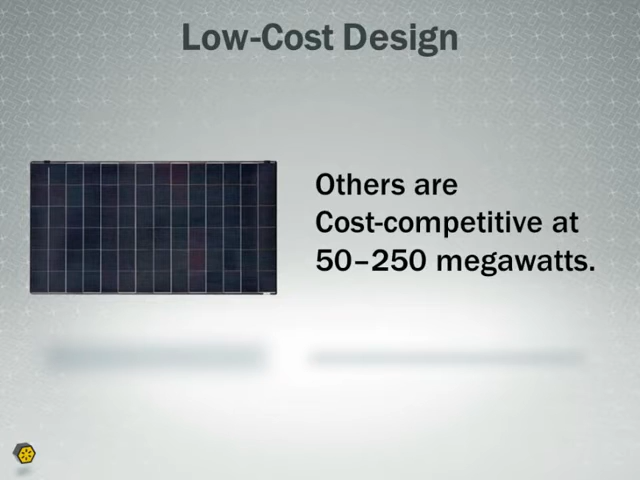 Low-Cost Design
Others are
Cost-competitive at
50–250 megawatts.